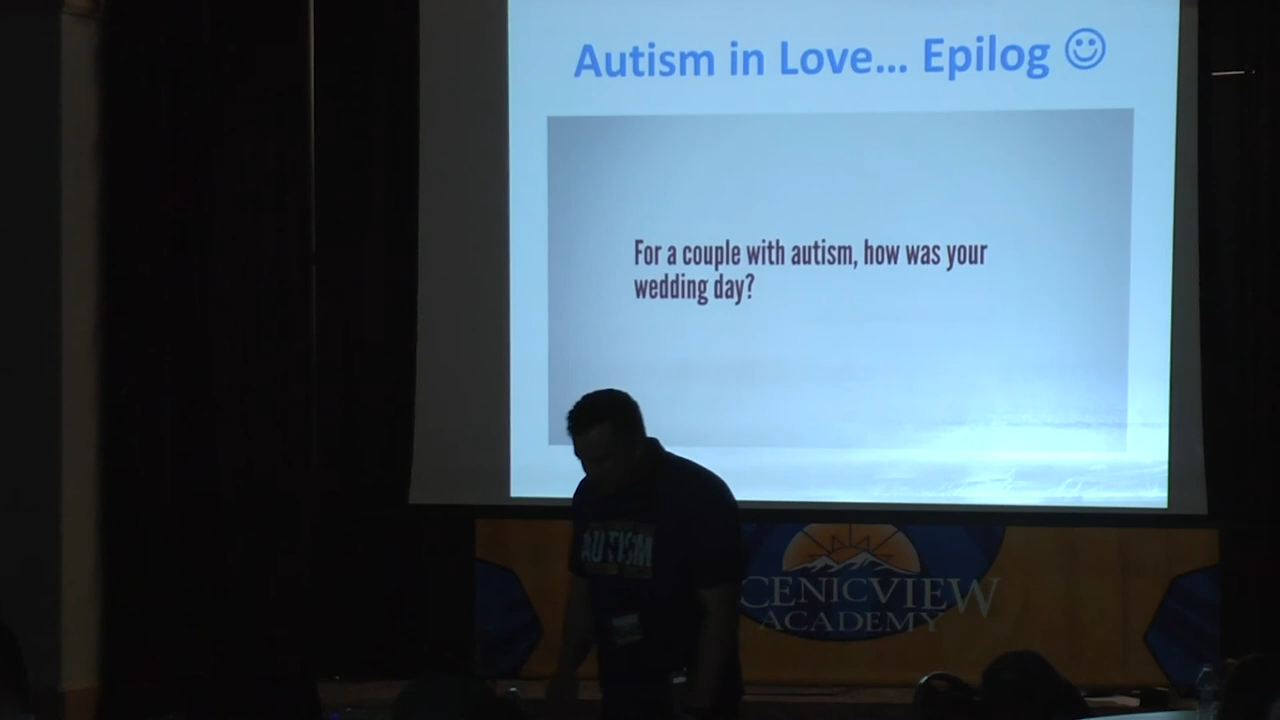 Autism in Love... Epilog ☺
For a couple with autism, how was your
wedding day?
AUTISM
CENICVIEW
ACADEMY